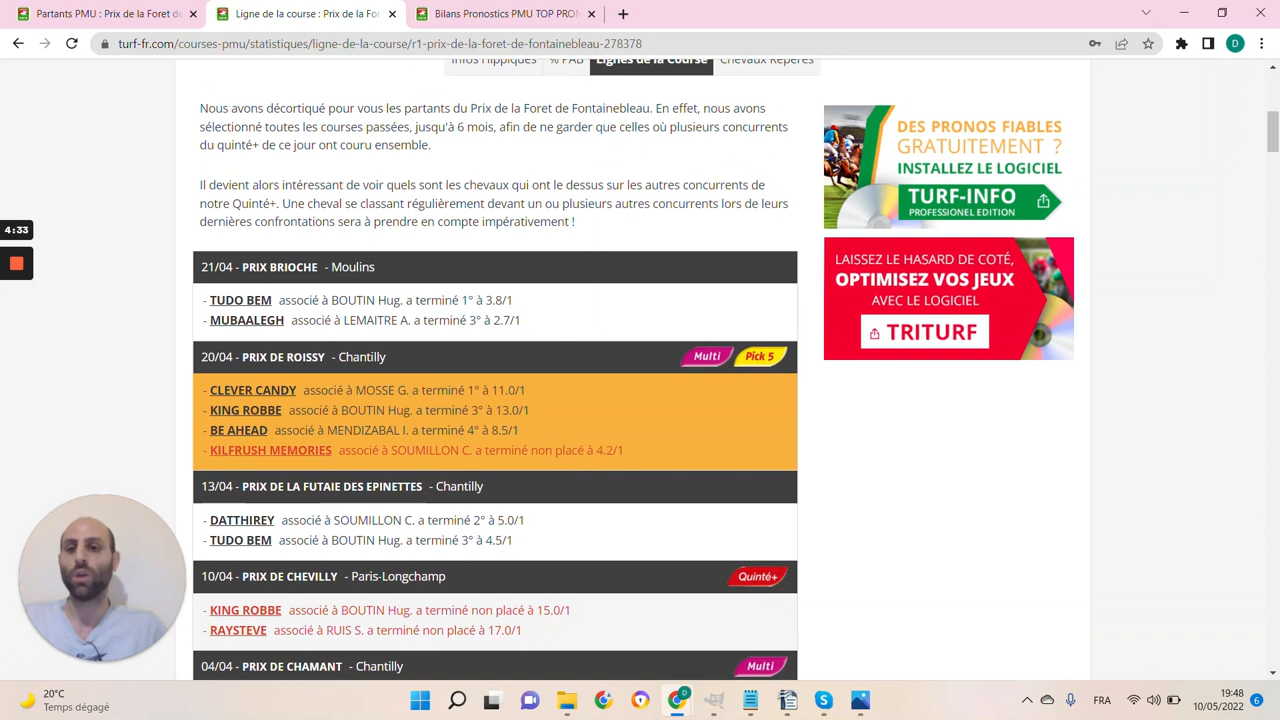 Partants PMU : Prix de la Foret de
Ligne de la course : Prix de la For
Bilans Pronostics PMU TOP PRON
turf-fr.com/courses-pmu/statistiques/ligne-de-la-course/r1-prix-de-la-foret-de-fontainebleau-278378
D
Infos Hippiques
% PAB
Lignes de la Course
Chevaux Repérés
Nous avons décortiqué pour vous les partants du Prix de la Foret de Fontainebleau. En effet, nous avons
sélectionné toutes les courses passées, jusqu'à 6 mois, afin de ne garder que celles où plusieurs concurrents
du quinté+ de ce jour ont couru ensemble.
Il devient alors intéressant de voir quels sont les chevaux qui ont le dessus sur les autres concurrents de
notre Quinté+. Un cheval se classant régulièrement devant un ou plusieurs autres concurrents lors de leurs
dernières confrontations sera à prendre en compte impérativement !
DES PRONOS FIABLES
GRATUITEMENT ?
INSTALLEZ LE LOGICIEL
TURF-INFO
PROFESIONEL EDITION
LAISSEZ LE HASARD DE COTÉ,
OPTIMISEZ VOS JEUX
AVEC LE LOGICIEL
TRITURF
4:33
21/04 - PRIX BRIOCHE - Moulins
- TUDO BEM associé à BOUTIN Hug. a terminé 1° à 3.8/1
- MUBAALEGH associé à LEMAITRE A. a terminé 3° à 2.7/1
20/04 - PRIX DE ROISSY - Chantilly
Multi
Pick 5
- CLEVER CANDY associé à MOSSE G. a terminé 1° à 11.0/1
- KING ROBBE associé à BOUTIN Hug. a terminé 3° à 13.0/1
- BE AHEAD associé à MENDIZABAL I. a terminé 4° à 8.5/1
- KILFRUSH MEMORIES associé à SOUMILLON C. a terminé non placé à 4.2/1
13/04 - PRIX DE LA FUTAIE DES EPINETTES - Chantilly
- DATTHIREY associé à SOUMILLON C. a terminé 2° à 5.0/1
- TUDO BEM associé à BOUTIN Hug. a terminé 3° à 4.5/1
10/04 - PRIX DE CHEVILLY - Paris-Longchamp
Quinté+
- KING ROBBE associé à BOUTIN Hug. a terminé non placé à 15.0/1
- RAYSTEVE associé à RUIS S. a terminé non placé à 17.0/1
04/04 - PRIX DE CHAMANT - Chantilly
Multi
20°C
Temps dégagé
D
FRA
19:48
10/05/2022
6